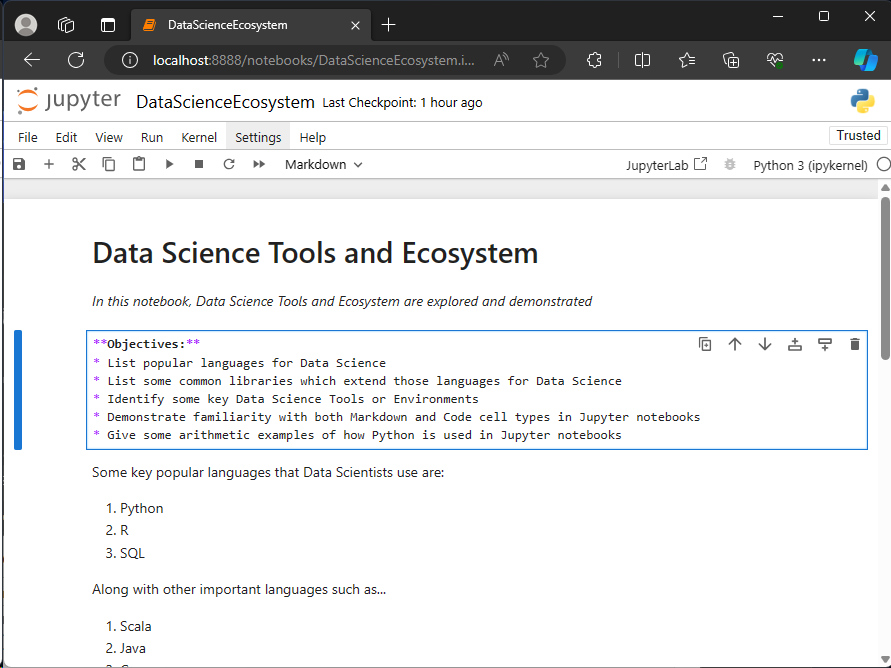 DataScienceEcosystem
localhost:8888/notebooks/DataScienceEcosystem.i...
jupyter DataScienceEcosystem Last Checkpoint: 1 hour ago
File Edit View Run Kernel Settings Help Trusted
Markdown JupyterLab Python 3 (ipykernel)
Data Science Tools and Ecosystem
In this notebook, Data Science Tools and Ecosystem are explored and demonstrated
**Objectives:**
* List popular languages for Data Science
* List some common libraries which extend those languages for Data Science
* Identify some key Data Science Tools or Environments
* Demonstrate familiarity with both Markdown and Code cell types in Jupyter notebooks
* Give some arithmetic examples of how Python is used in Jupyter notebooks
Some key popular languages that Data Scientists use are:
1. Python
2. R
3. SQL
Along with other important languages such as...
1. Scala
2. Java